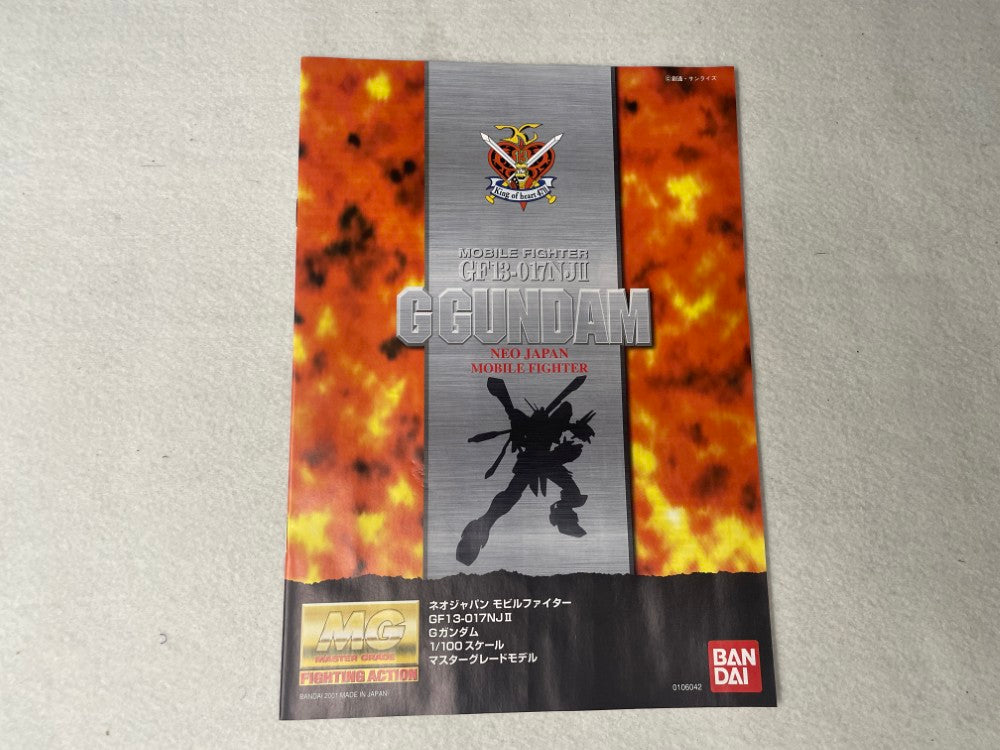 ©創通・サンライズ
King of heart
MOBILE FIGHTER
GF13-017NJII
G GUNDAM
NEO JAPAN
MOBILE FIGHTER
MG
MASTER GRADE
FIGHTING ACTION
BANDAI 2001 MADE IN JAPAN
ネオジャパン モビルファイター
GF13-017NJⅡ
Gガンダム
1/100スケール
マスターグレードモデル
0106042
BAN
DAI